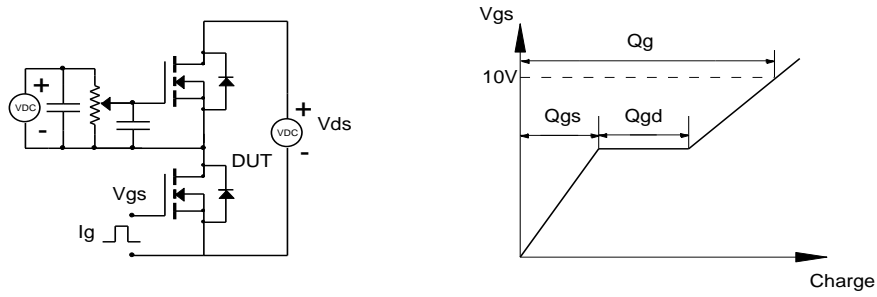 +
VDC
-
+
VDC
-
Vds
DUT
Vgs
Ig
Vgs
Qg
10V
Qgs
Qgd
Charge